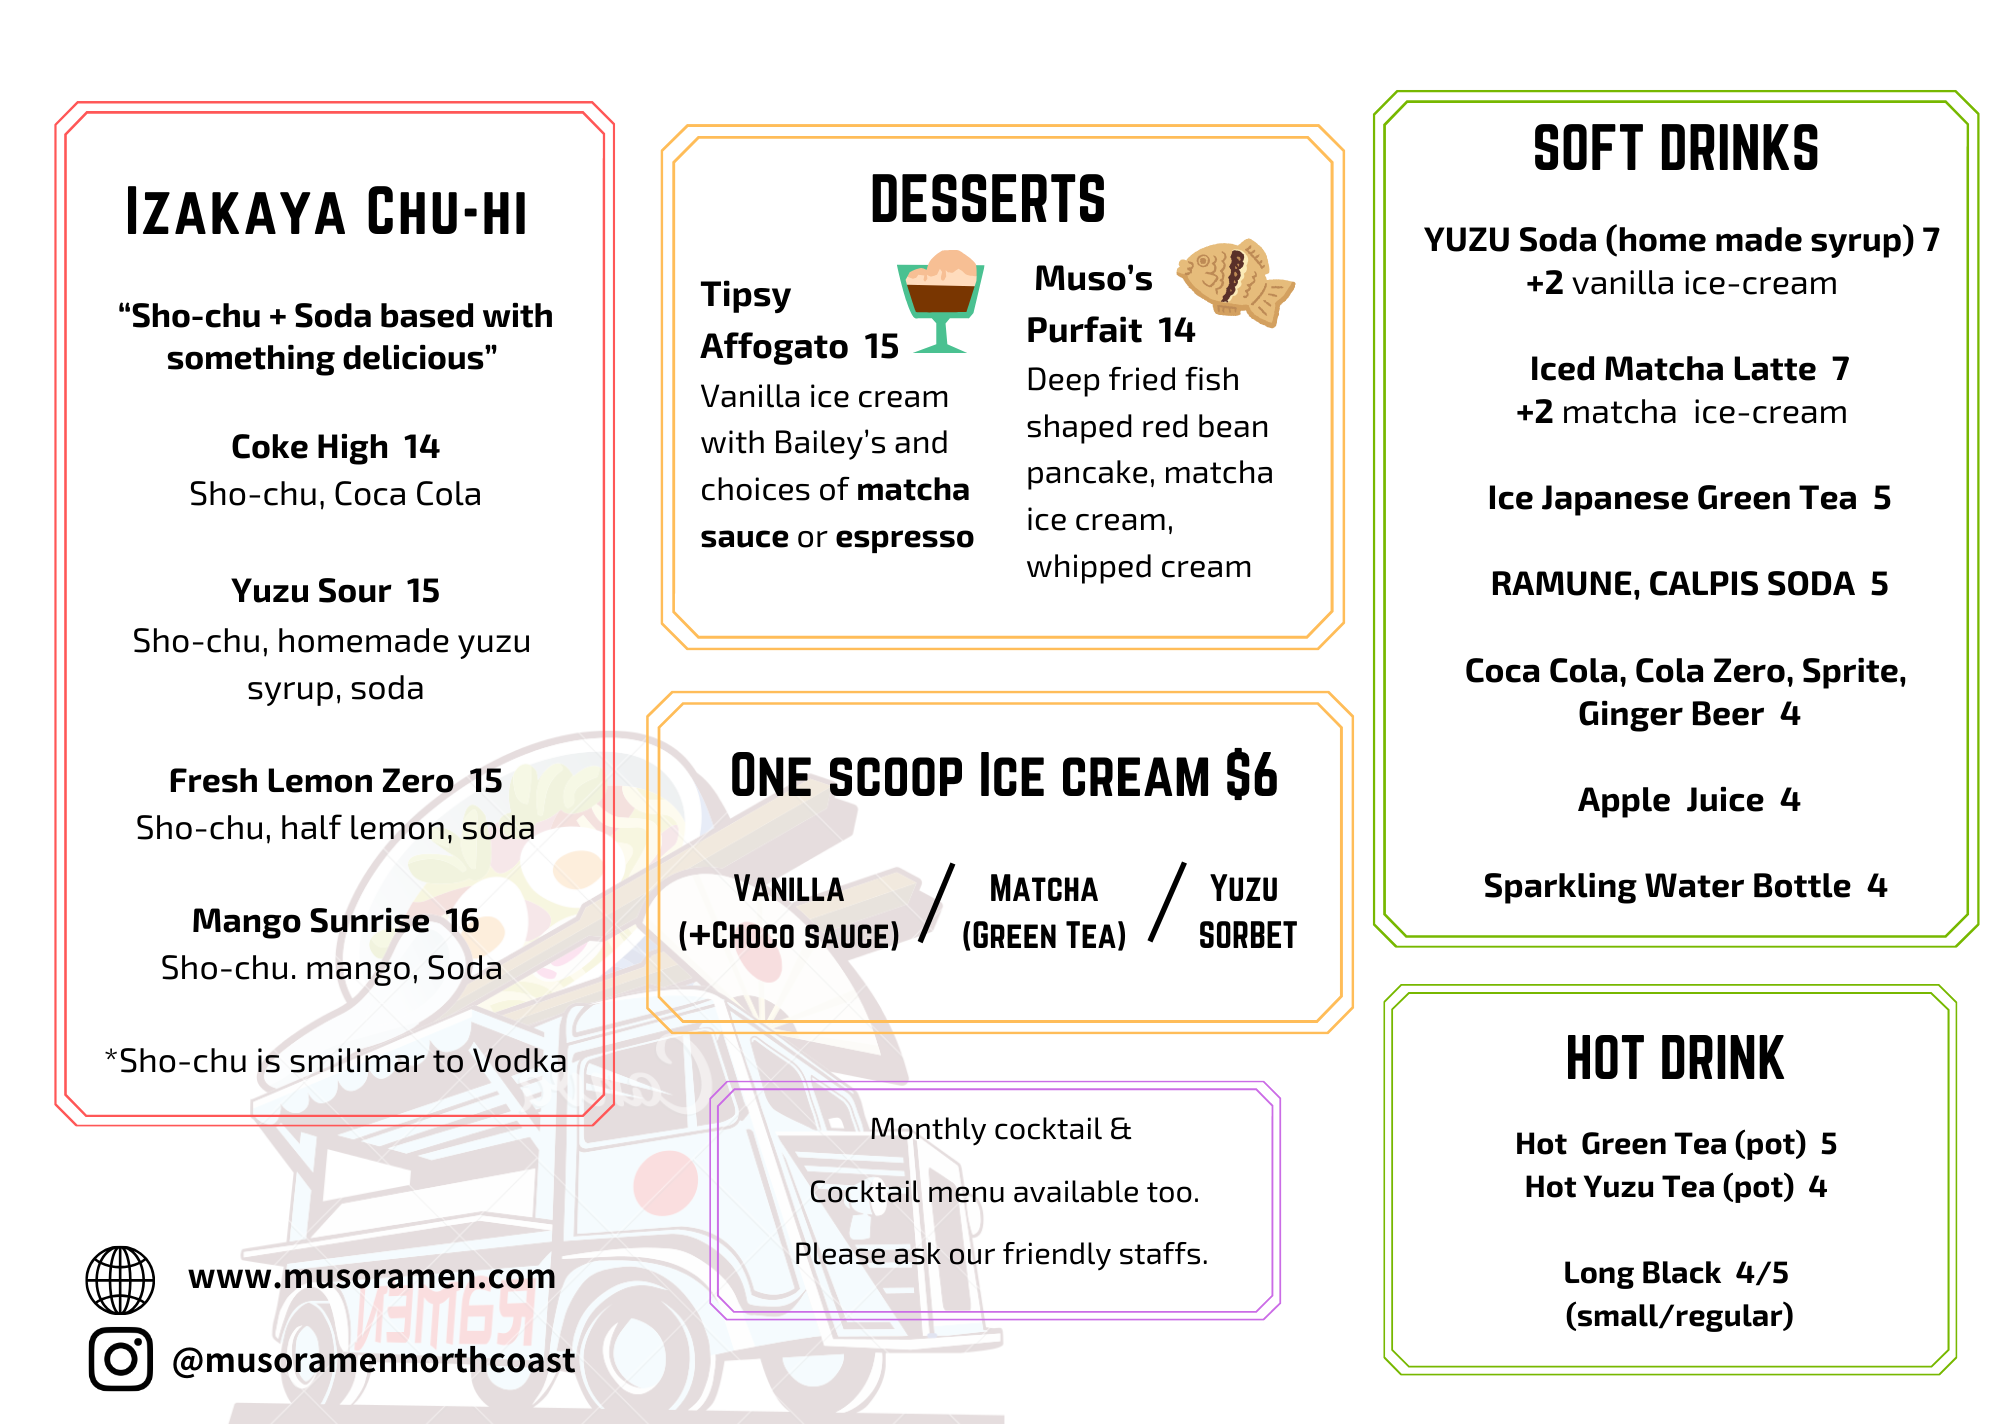 Izakaya Chu-hi
“Sho-chu + Soda based with
something delicious”
Coke High 14
Sho-chu, Coca Cola
Yuzu Sour 15
Sho-chu, homemade yuzu
syrup, soda
Fresh Lemon Zero 15
Sho-chu, half lemon, soda
Mango Sunrise 16
Sho-chu. mango, Soda
*Sho-chu is smilimar to Vodka
www.musoramen.com
@musoramennorthcoast
RAMEN
DESSERTS
Tipsy
Affogato 15
Vanilla ice cream
with Bailey’s and
choices of matcha
sauce or espresso
Muso’s
Purfait 14
Deep fried fish
shaped red bean
pancake, matcha
ice cream,
whipped cream
One scoop Ice cream $6
Vanilla
(+Choco sauce)
/
Matcha
(Green Tea)
/
Yuzu
SORBET
Monthly cocktail &
Cocktail menu available too.
Please ask our friendly staffs.
SOFT DRINKS
YUZU Soda (home made syrup) 7
+2 vanilla ice-cream
Iced Matcha Latte 7
+2 matcha ice-cream
Ice Japanese Green Tea 5
RAMUNE, CALPIS SODA 5
Coca Cola, Cola Zero, Sprite,
Ginger Beer 4
Apple Juice 4
Sparkling Water Bottle 4
HOT DRINK
Hot Green Tea (pot) 5
Hot Yuzu Tea (pot) 4
Long Black 4/5
(small/regular)